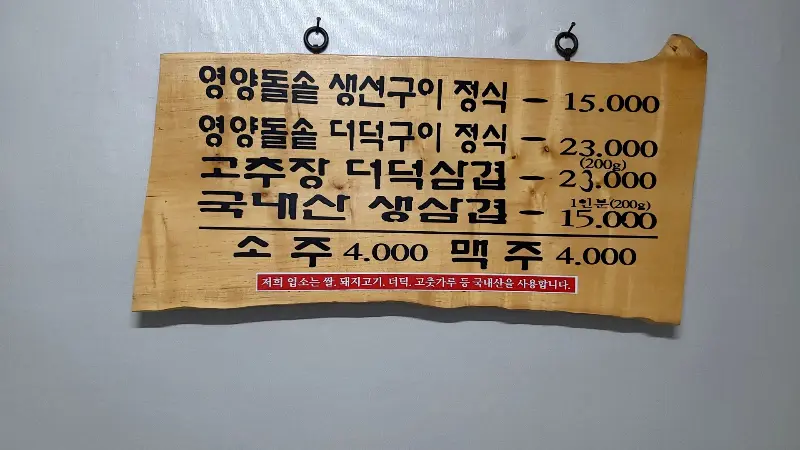 영양돌솥 생선구이 정식 - 15.000
영양돌솥 더덕구이 정식 - 23.000
고추장 더덕삼겹 - (200g) 23.000
국내산 생삼겹 - 1인분(200g) 15.000
소주 4.000 맥주 4.000
저희 업소는 쌀, 돼지고기, 더덕, 고춧가루 등 국내산을 사용합니다.